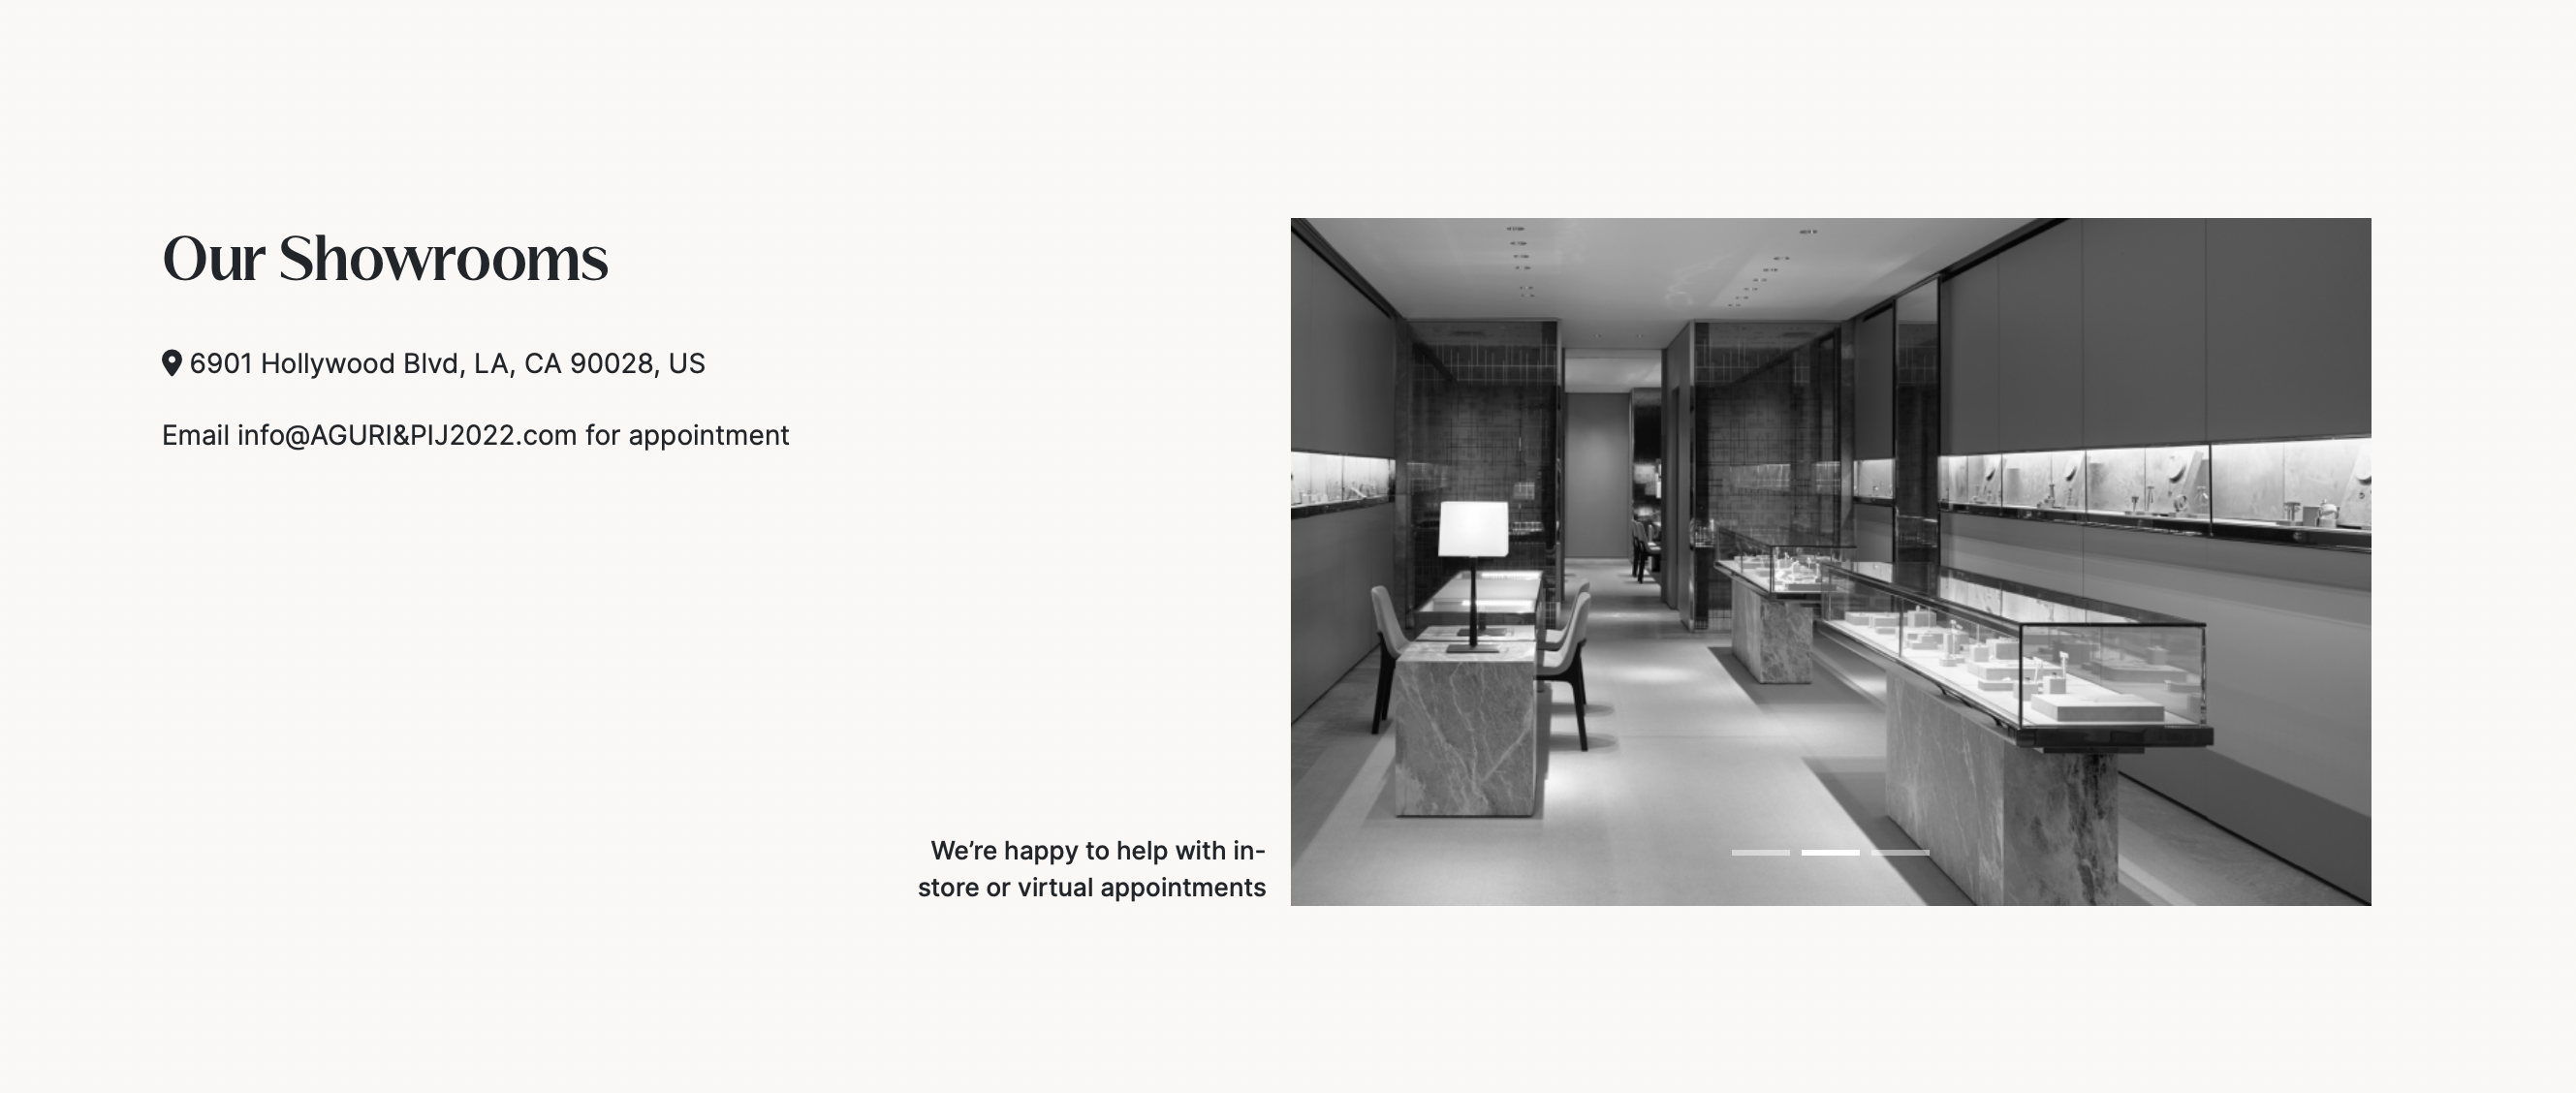 Our Showrooms
6901 Hollywood Blvd, LA, CA 90028, US
Email info@AGURI&PIJ2022.com for appointment
We’re happy to help with in-
store or virtual appointments